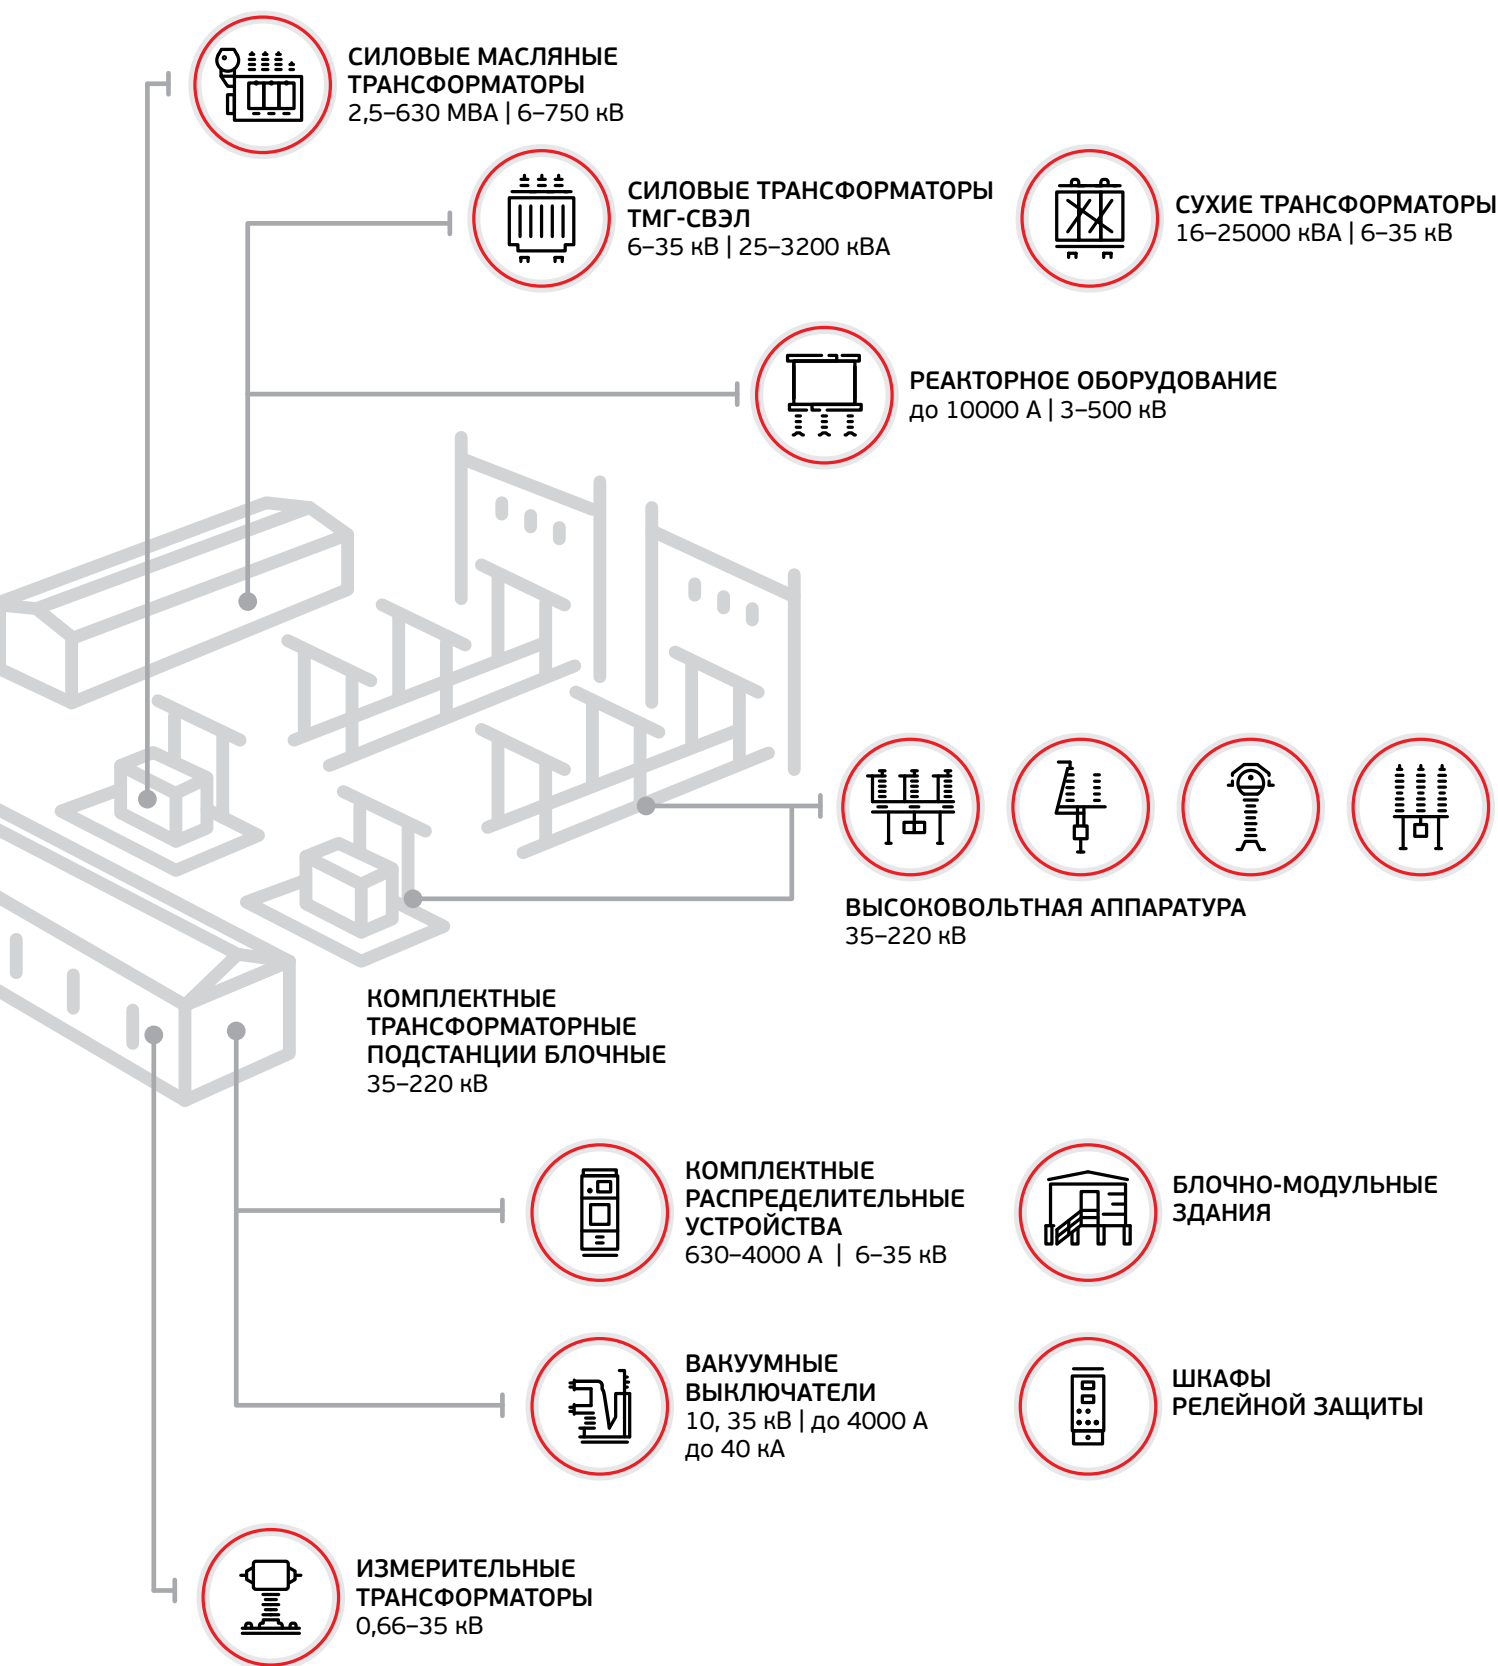 СИЛОВЫЕ МАСЛЯНЫЕ
ТРАНСФОРМАТОРЫ
2,5–630 МВА | 6–750 кВ
СИЛОВЫЕ ТРАНСФОРМАТОРЫ
ТМГ-СВЭЛ
6–35 кВ | 25–3200 кВА
СУХИЕ ТРАНСФОРМАТОРЫ
16–25000 кВА | 6–35 кВ
РЕАКТОРНОЕ ОБОРУДОВАНИЕ
до 10000 А | 3–500 кВ
ВЫСОКОВОЛЬТНАЯ АППАРАТУРА
35–220 кВ
КОМПЛЕКТНЫЕ
ТРАНСФОРМАТОРНЫЕ
ПОДСТАНЦИИ БЛОЧНЫЕ
35–220 кВ
КОМПЛЕКТНЫЕ
РАСПРЕДЕЛИТЕЛЬНЫЕ
УСТРОЙСТВА
630–4000 А | 6–35 кВ
БЛОЧНО-МОДУЛЬНЫЕ
ЗДАНИЯ
ВАКУУМНЫЕ
ВЫКЛЮЧАТЕЛИ
10, 35 кВ | до 4000 А
до 40 кА
ШКАФЫ
РЕЛЕЙНОЙ ЗАЩИТЫ
ИЗМЕРИТЕЛЬНЫЕ
ТРАНСФОРМАТОРЫ
0,66–35 кВ